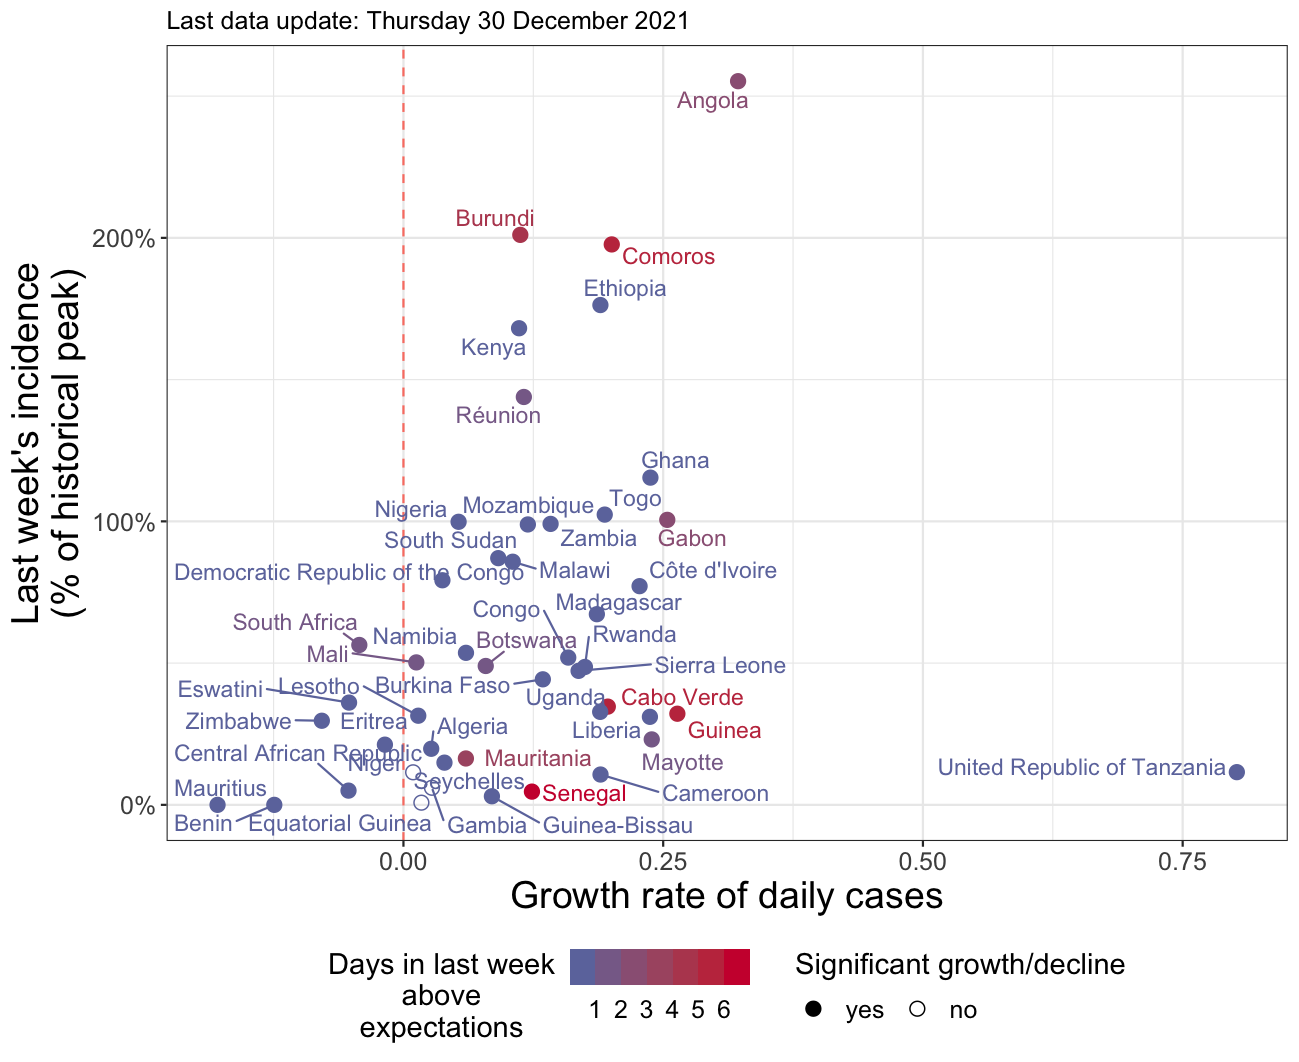 Last data update: Thursday 30 December 2021
Last week's incidence
(% of historical peak)
200%
100%
0%
Angola
Burundi
Comoros
Ethiopia
Kenya
Réunion
Ghana
Togo
Nigeria
Mozambique
Gabon
South Sudan
Zambia
Democratic Republic of the Congo
Malawi
Côte d'Ivoire
Congo
Madagascar
South Africa
Namibia
Botswana
Rwanda
Mali
Sierra Leone
Eswatini
Lesotho
Burkina Faso
Uganda
Cabo Verde
Zimbabwe
Eritrea
Algeria
Liberia
Guinea
Central African Republic
Niger
Mauritania
Mayotte
United Republic of Tanzania
Mauritius
Seychelles
Senegal
Cameroon
Benin
Equatorial Guinea
Gambia
Guinea-Bissau
0.00
0.25
0.50
0.75
Growth rate of daily cases
Days in last week
above
expectations
1 2 3 4 5 6
Significant growth/decline
yes
no